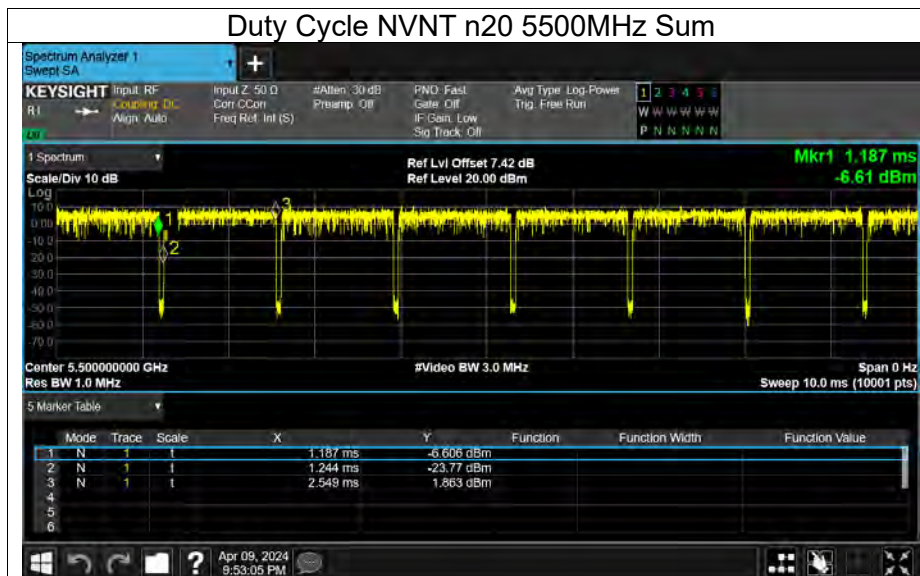 Duty Cycle NVNT n20 5500MHz Sum
Spectrum Analyzer 1
Swept SA
+
KEYSIGHT Input: RF Input Z: 50 Ω #Atten: 30 dB PNO: Fast Avg Type: Log-Power 1 2 3 4 5 6
Coupling: DC Corr CCorr Preamp: Off Gate: Off Trig: Free Run W W W W W W
Align: Auto Freq Ref: Int (S) IF Gain: Low
Sig Track: Off P N N N N N
1 Spectrum Ref Lvl Offset 7.42 dB Mkr1 1.187 ms
Scale/Div 10 dB Ref Level 20.00 dBm -6.61 dBm
Log
10.0
0.00
-10.0
-20.0
-30.0
-40.0
-50.0
-60.0
-70.0
1
2
3
Center 5.500000000 GHz #Video BW 3.0 MHz Span 0 Hz
Res BW 1.0 MHz Sweep 10.0 ms (10001 pts)
5 Marker Table
Mode Trace Scale X Y Function Function Width Function Value
1 N 1 t 1.187 ms -6.606 dBm
2 N 1 t 1.244 ms -23.77 dBm
3 N 1 t 2.549 ms 1.863 dBm
4
5
6
? Apr 09, 2024
9:53:05 PM